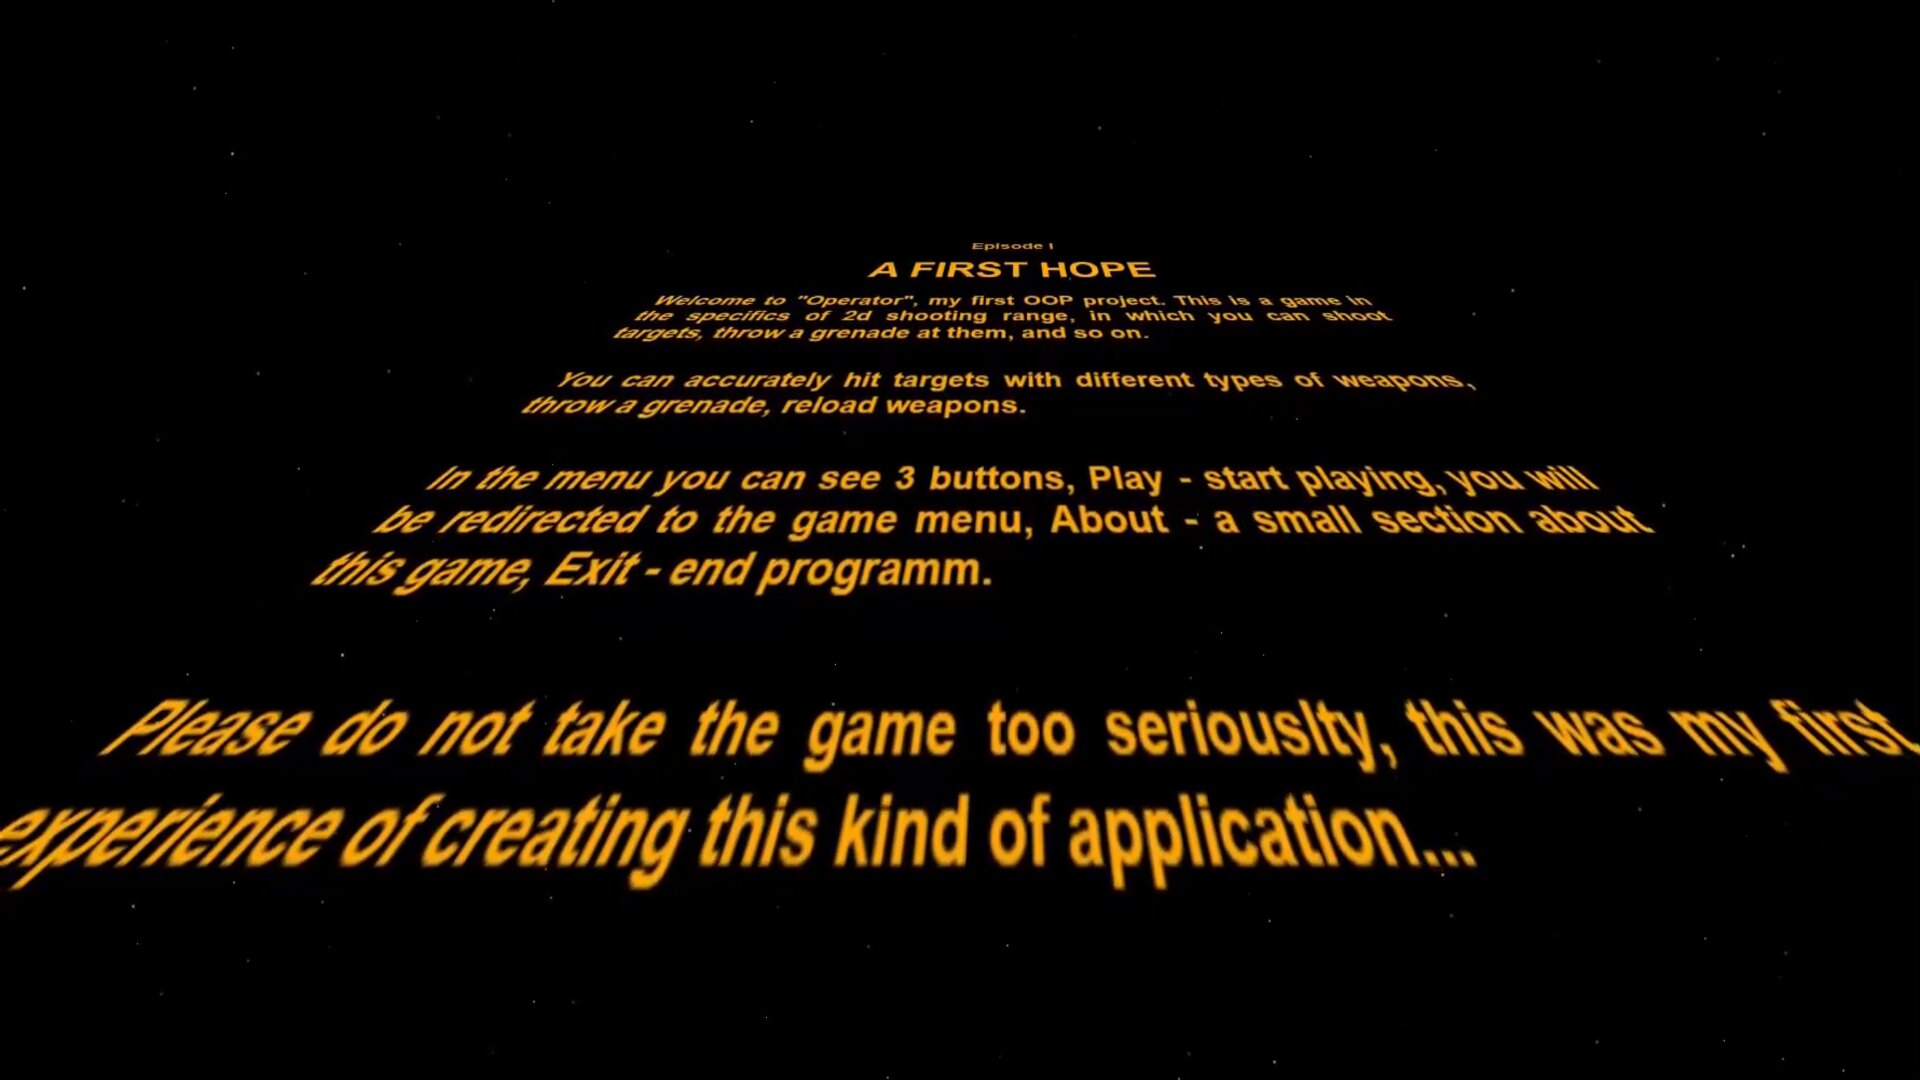 Episode I
A FIRST HOPE
Welcome to "Operator", my first OOP project. This is a game in
the specifics of 2d shooting range, in which you can shoot
targets, throw a grenade at them, and so on.
You can accurately hit targets with different types of weapons,
throw a grenade, reload weapons.
In the menu you can see 3 buttons, Play - start playing, you will
be redirected to the game menu, About - a small section about
this game, Exit - end programm.
Please do not take the game too seriouslty, this was my first
experience of creating this kind of application...